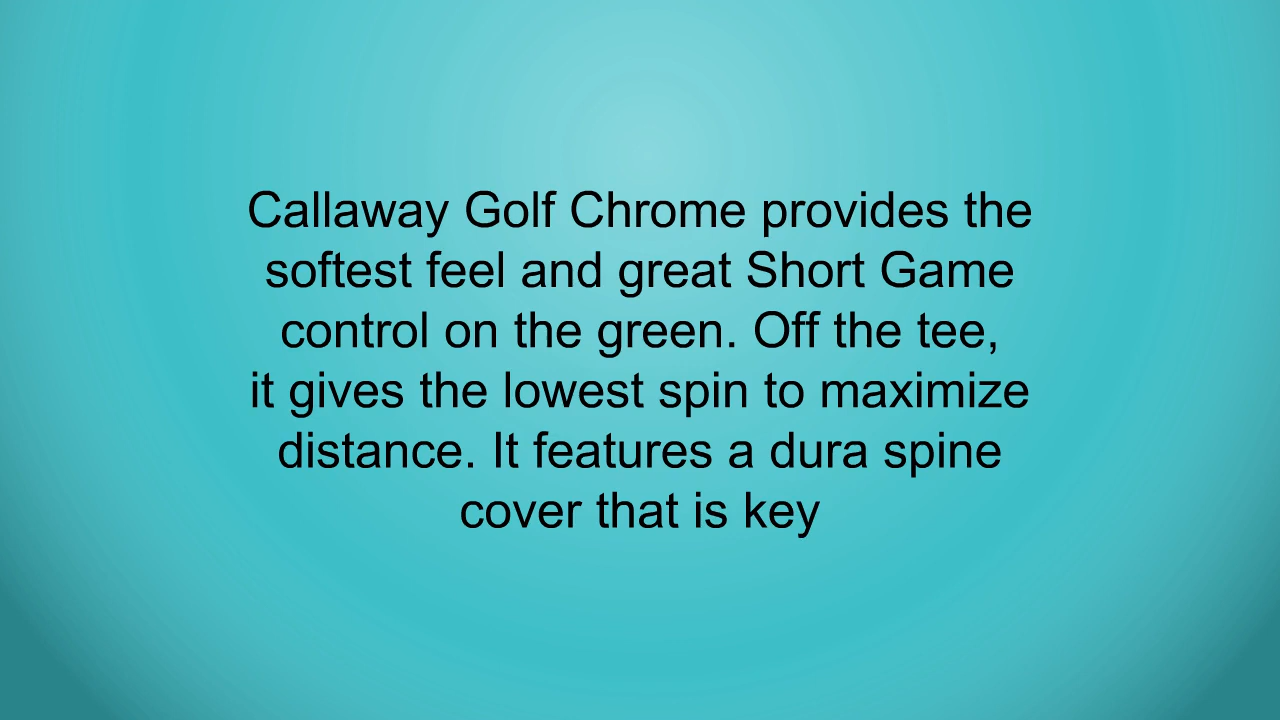 Callaway Golf Chrome provides the
softest feel and great Short Game
control on the green. Off the tee,
it gives the lowest spin to maximize
distance. It features a dura spine
cover that is key